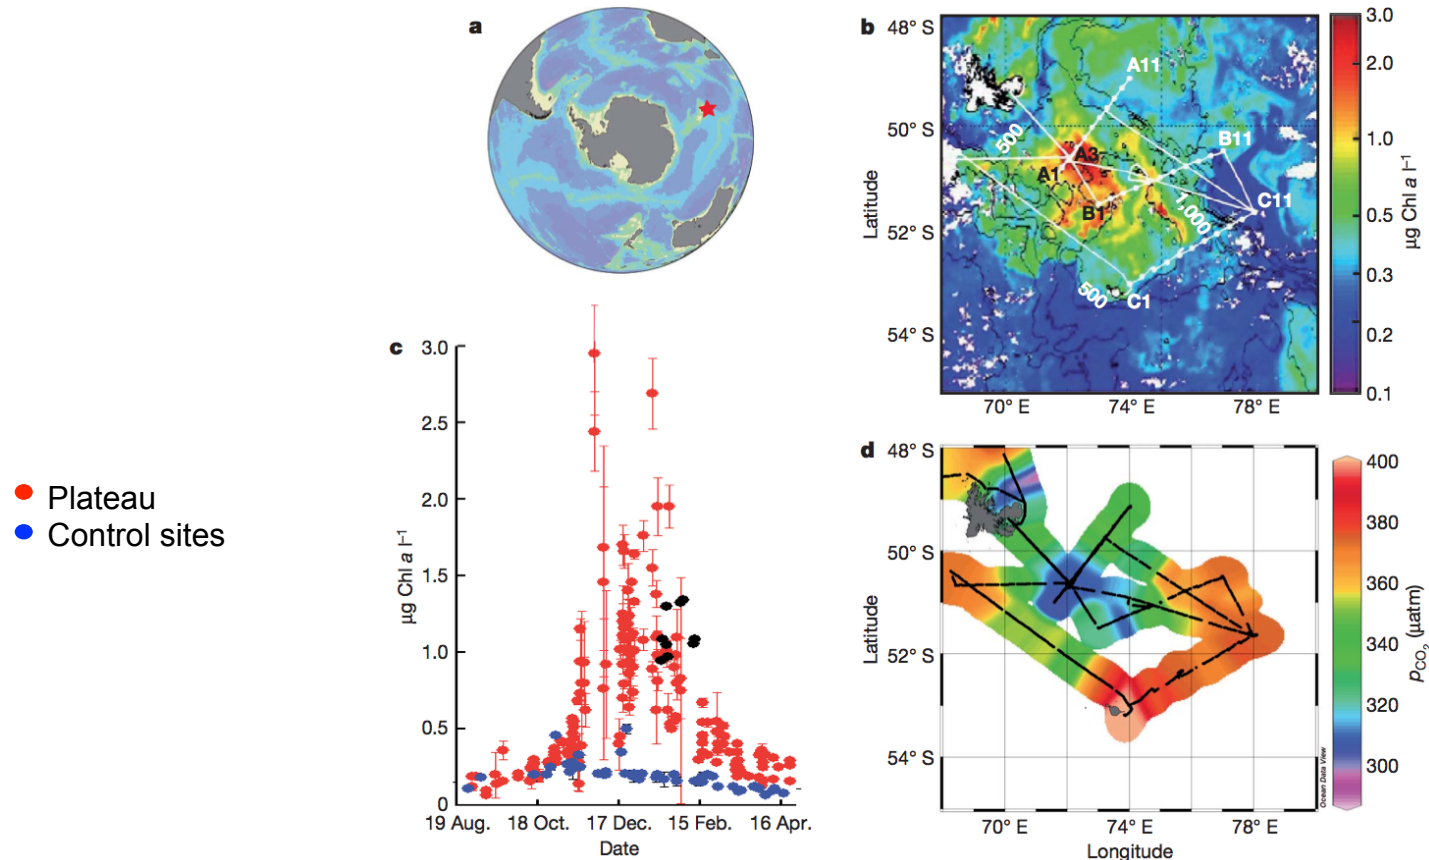 a
b
48° S
50° S
52° S
54° S
Latitude
70° E
74° E
78° E
A11
B11
C11
A3
A1
B1
C1
500
1,000
500
3.0
2.0
1.0
0.5
0.3
0.2
0.1
µg Chl a l⁻¹
c
3.0
2.5
2.0
1.5
1.0
0.5
0
µg Chl a l⁻¹
19 Aug.
18 Oct.
17 Dec.
15 Feb.
16 Apr.
Date
Plateau
Control sites
d
48° S
50° S
52° S
54° S
Latitude
70° E
74° E
78° E
Longitude
400
380
360
340
320
300
pCO₂ (µatm)
Ocean Data View